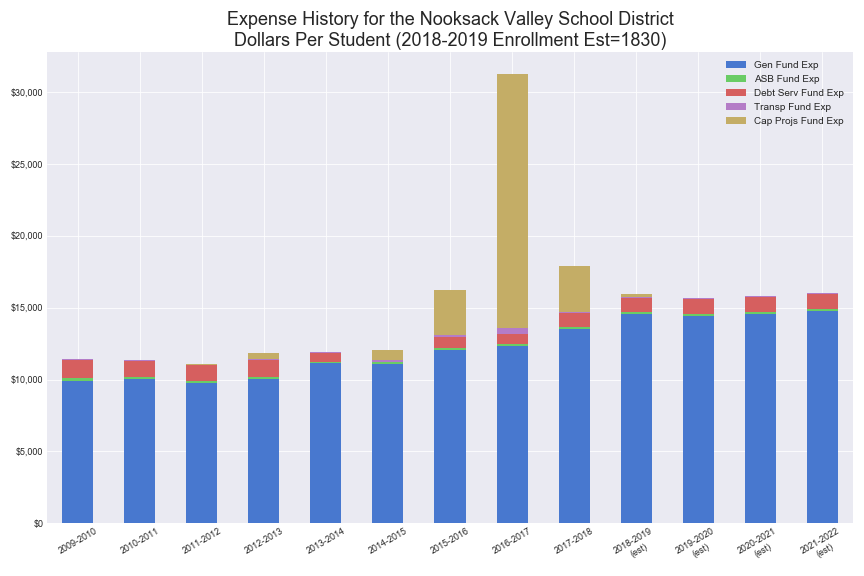 Expense History for the Nooksack Valley School District
Dollars Per Student (2018-2019 Enrollment Est=1830)
Gen Fund Exp
ASB Fund Exp
Debt Serv Fund Exp
Transp Fund Exp
Cap Projs Fund Exp
$30,000
$25,000
$20,000
$15,000
$10,000
$5,000
$0
2009-2010
2010-2011
2011-2012
2012-2013
2013-2014
2014-2015
2015-2016
2016-2017
2017-2018
2018-2019
(est)
2019-2020
(est)
2020-2021
(est)
2021-2022
(est)